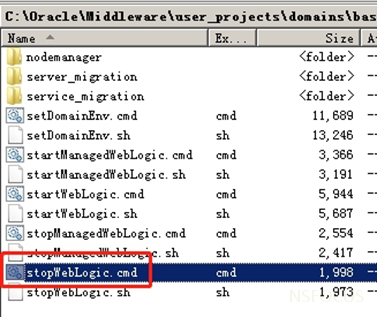 C:\Oracle\Middleware\user_projects\domains\bas
Name Ex... Size A
nodemanager <folder> --
server_migration <folder> --
service_migration <folder> --
setDomainEnv.cmd cmd 11,689 --
setDomainEnv.sh sh 13,246 --
startManagedWebLogic.cmd cmd 3,366 --
startManagedWebLogic.sh sh 3,191 --
startWebLogic.cmd cmd 5,944 --
startWebLogic.sh sh 5,687 --
stopManagedWebLogic.cmd cmd 2,554 --
stopManagedWebLogic.sh sh 2,417 --
stopWebLogic.cmd cmd 1,998 --
stopWebLogic.sh sh 1,973 --